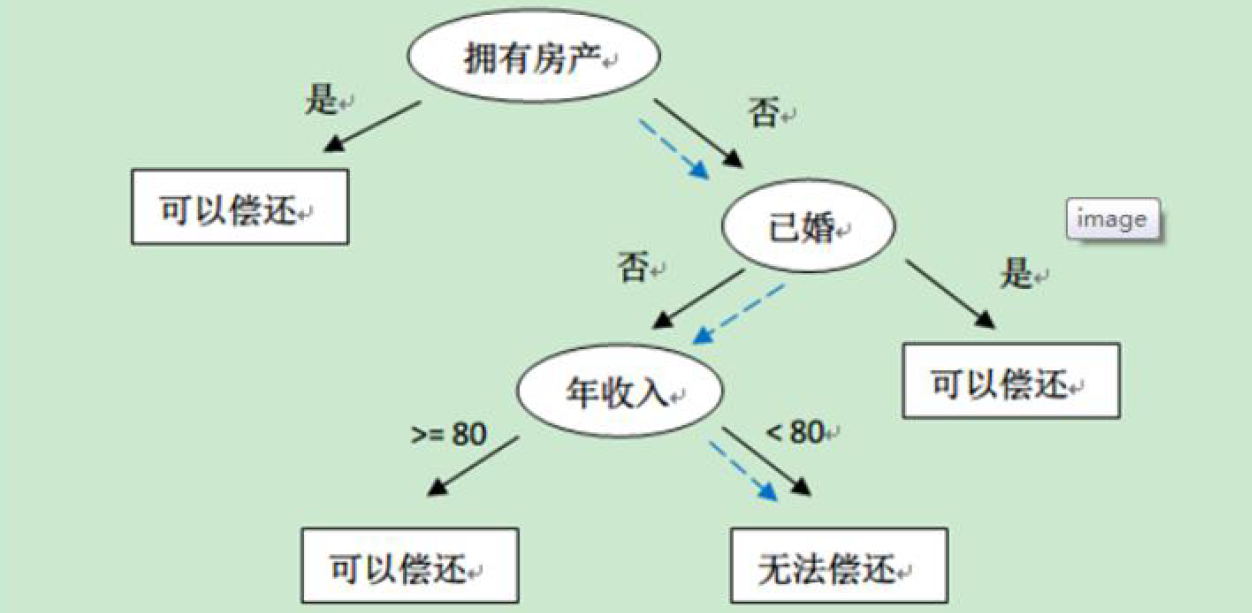 拥有房产
是
否
可以偿还
已婚
image
否
是
年收入
可以偿还
>= 80
< 80
可以偿还
无法偿还